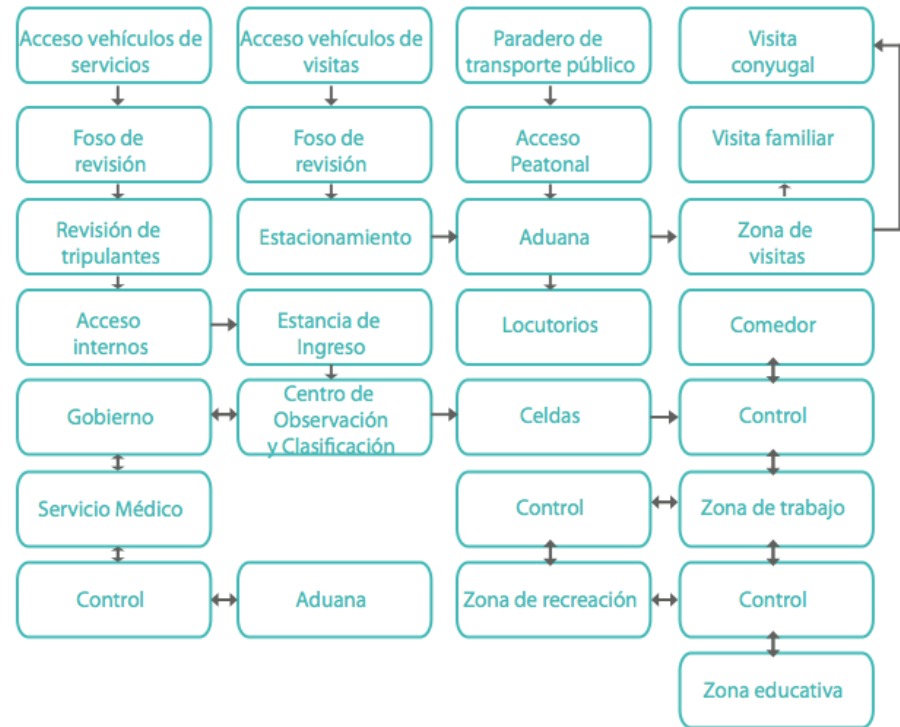 Acceso vehículos de
servicios
Acceso vehículos de
visitas
Paradero de
transporte público
Visita
conyugal
Foso de
revisión
Foso de
revisión
Acceso
Peatonal
Visita familiar
Revisión de
tripulantes
Estacionamiento
Aduana
Zona de
visitas
Acceso
internos
Estancia de
Ingreso
Locutorios
Comedor
Gobierno
Centro de
Observación
y Clasificación
Celdas
Control
Servicio Médico
Control
Zona de trabajo
Control
Aduana
Zona de recreación
Control
Zona educativa